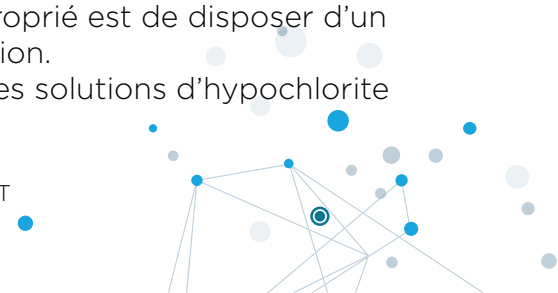 roprié est de disposer d’un
ion.
es solutions d’hypochlorite
T